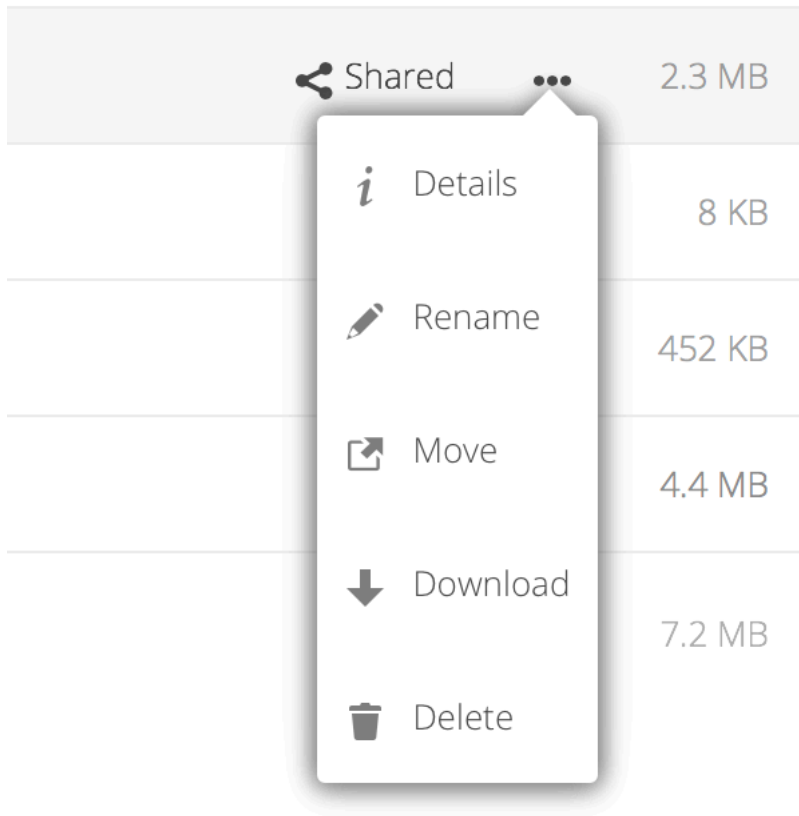 Shared ••• 2.3 MB
Details
8 KB
Rename
452 KB
Move
4.4 MB
Download
7.2 MB
Delete